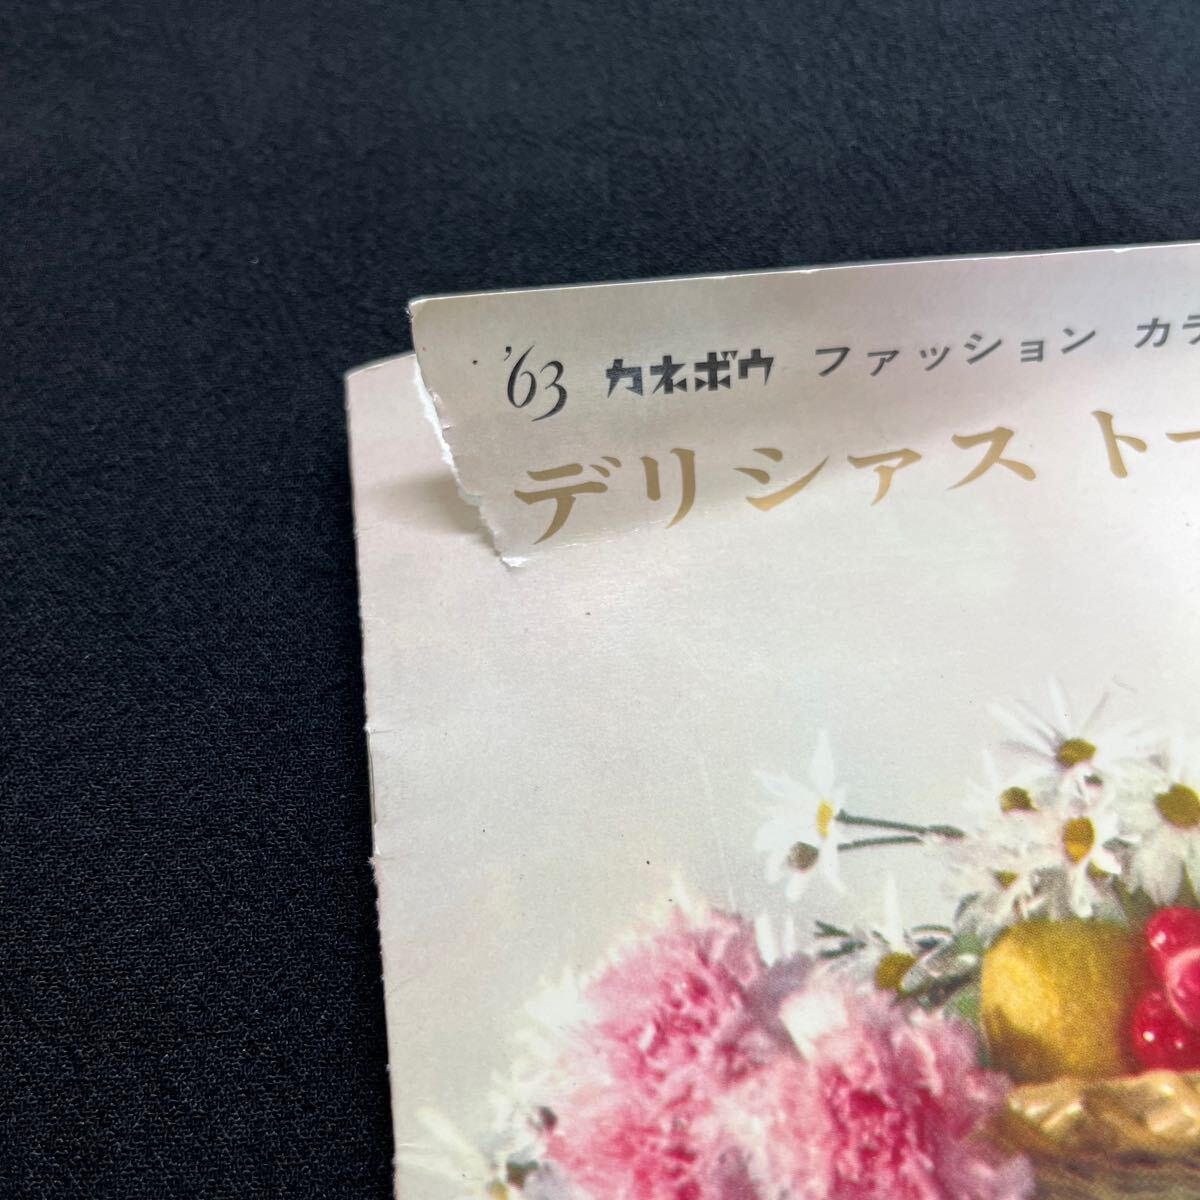 '63 カネボウ ファッション カラ
デリシァス トー